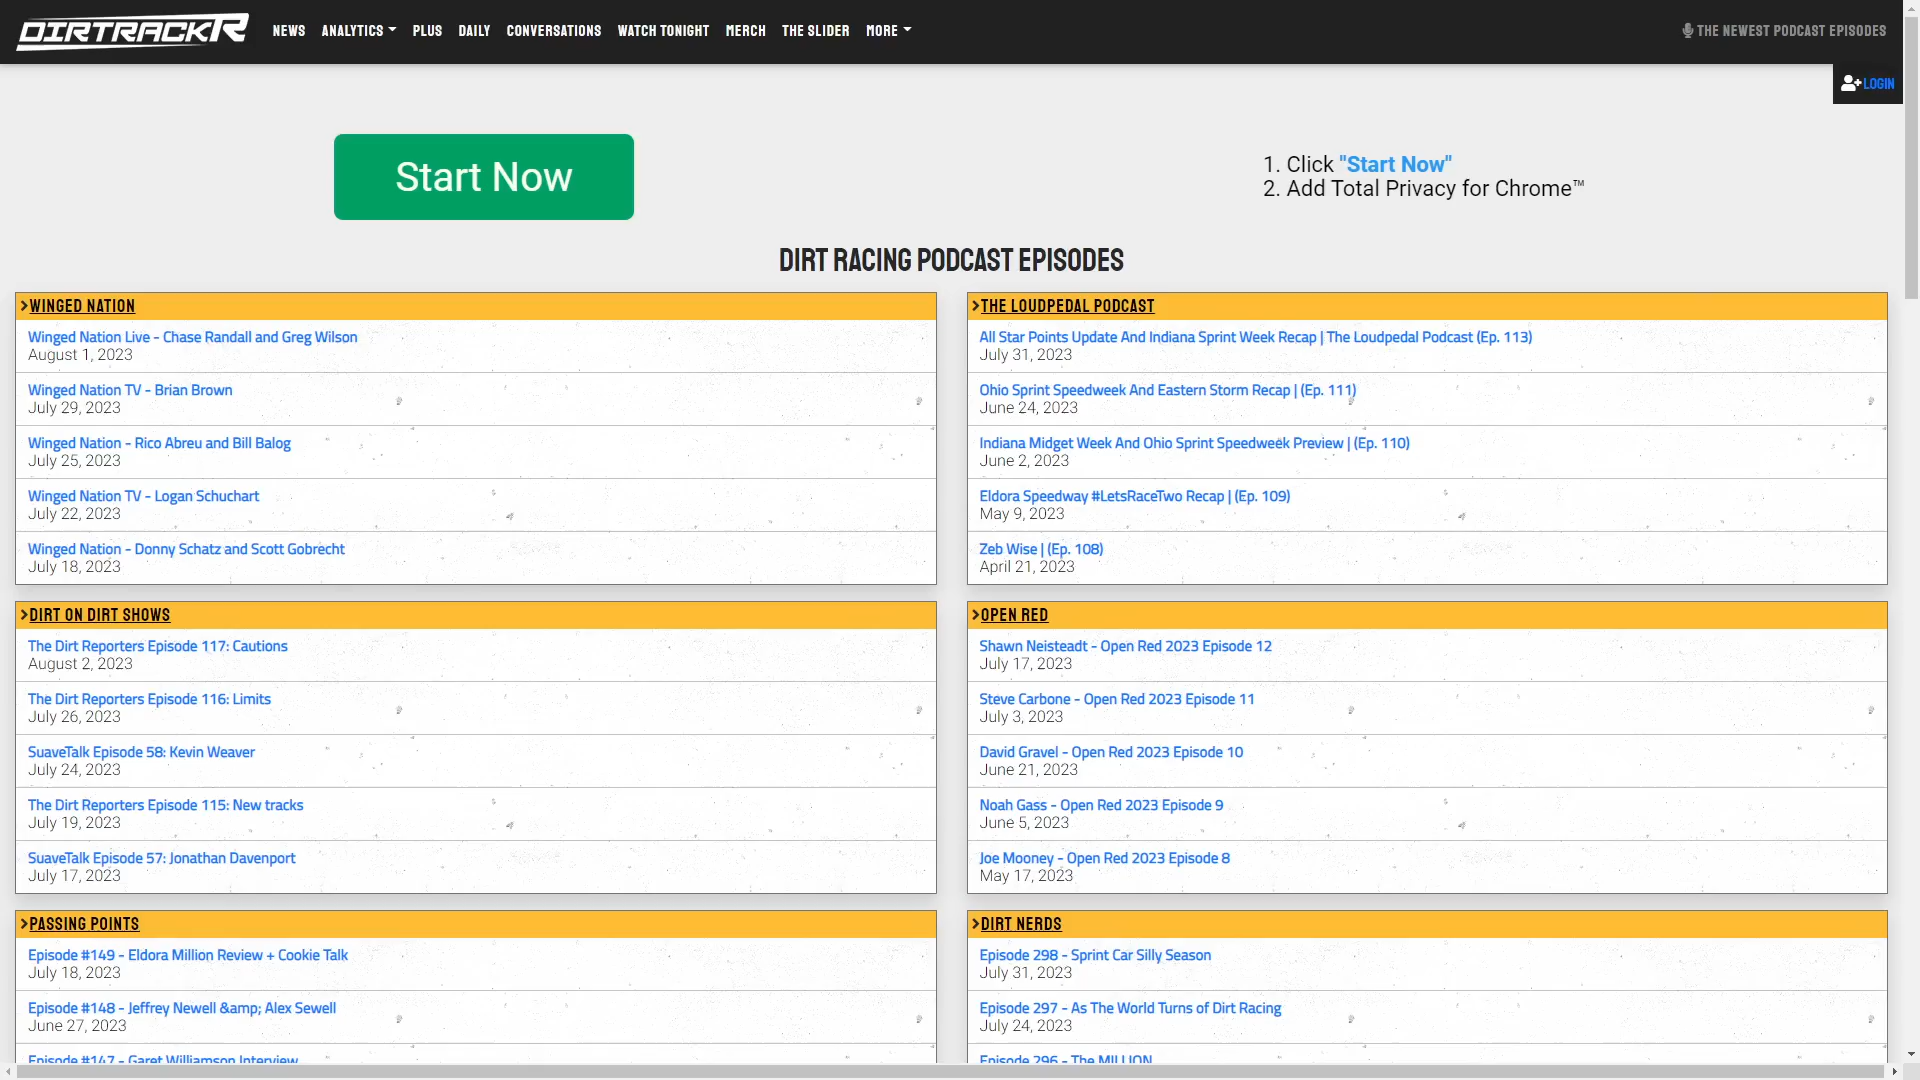 DIRTRACKR
NEWS ANALYTICS PLUS DAILY CONVERSATIONS WATCH TONIGHT MERCH THE SLIDER MORE
THE NEWEST PODCAST EPISODES
LOGIN
Start Now
1. Click "Start Now"
2. Add Total Privacy for Chrome™
DIRT RACING PODCAST EPISODES
WINGED NATION
Winged Nation Live - Chase Randall and Greg Wilson
August 1, 2023
Winged Nation TV - Brian Brown
July 29, 2023
Winged Nation - Rico Abreu and Bill Balog
July 25, 2023
Winged Nation TV - Logan Schuchart
July 22, 2023
Winged Nation - Donny Schatz and Scott Gobrecht
July 18, 2023
THE LOUDPEDAL PODCAST
All Star Points Update And Indiana Sprint Week Recap | The Loudpedal Podcast (Ep. 113)
July 31, 2023
Ohio Sprint Speedweek And Eastern Storm Recap | (Ep. 111)
June 24, 2023
Indiana Midget Week And Ohio Sprint Speedweek Preview | (Ep. 110)
June 2, 2023
Eldora Speedway #LetsRaceTwo Recap | (Ep. 109)
May 9, 2023
Zeb Wise | (Ep. 108)
April 21, 2023
DIRT ON DIRT SHOWS
The Dirt Reporters Episode 117: Cautions
August 2, 2023
The Dirt Reporters Episode 116: Limits
July 26, 2023
SuaveTalk Episode 58: Kevin Weaver
July 24, 2023
The Dirt Reporters Episode 115: New tracks
July 19, 2023
SuaveTalk Episode 57: Jonathan Davenport
July 17, 2023
OPEN RED
Shawn Neisteadt - Open Red 2023 Episode 12
July 17, 2023
Steve Carbone - Open Red 2023 Episode 11
July 3, 2023
David Gravel - Open Red 2023 Episode 10
June 21, 2023
Noah Gass - Open Red 2023 Episode 9
June 5, 2023
Joe Mooney - Open Red 2023 Episode 8
May 17, 2023
PASSING POINTS
Episode #149 - Eldora Million Review + Cookie Talk
July 18, 2023
Episode #148 - Jeffrey Newell &amp; Alex Sewell
June 27, 2023
Episode #147 - Garet Williamson Interview
DIRT NERDS
Episode 298 - Sprint Car Silly Season
July 31, 2023
Episode 297 - As The World Turns of Dirt Racing
July 24, 2023
Episode 296 - The MILLION